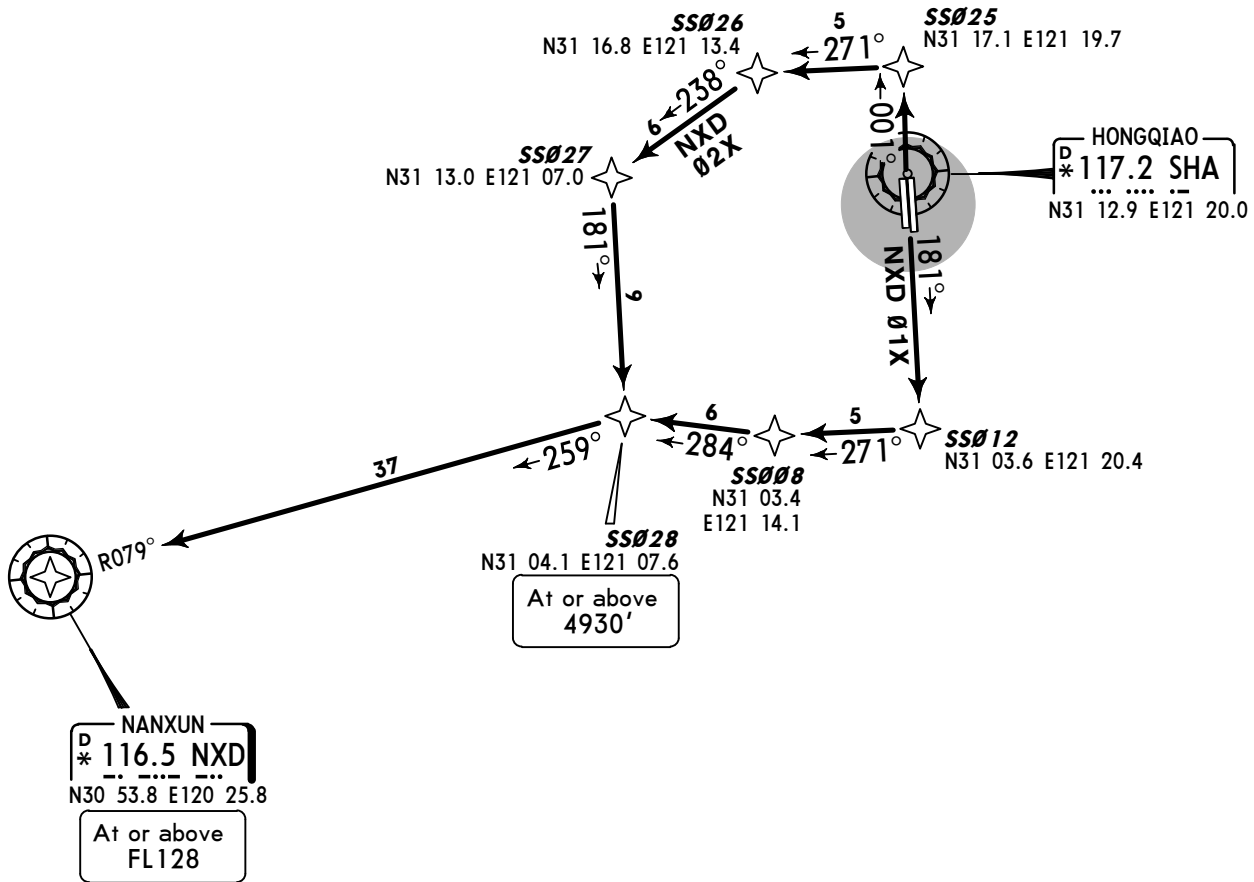 SSØ26
N31 16.8 E121 13.4
5
271°
SSØ25
N31 17.1 E121 19.7
238°
6
NXD
Ø2X
001°
HONGQIAO
D
* 117.2 SHA
N31 12.9 E121 20.0
SSØ27
N31 13.0 E121 07.0
181°
9
181°
NXD Ø1X
6
284°
5
271°
SSØ12
N31 03.6 E121 20.4
SSØØ8
N31 03.4
E121 14.1
259°
37
R079°
SSØ28
N31 04.1 E121 07.6
At or above
4930'
NANXUN
D
* 116.5 NXD
N30 53.8 E120 25.8
At or above
FL128